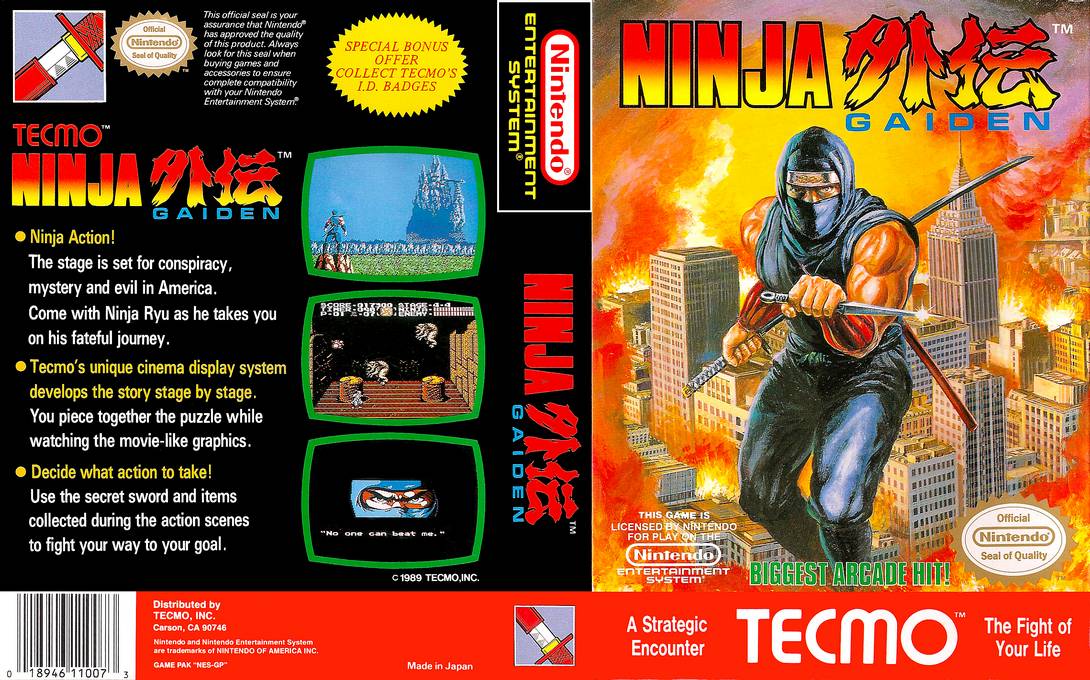 Official
Nintendo®
Seal of Quality
™
This official seal is your
assurance that Nintendo®
has approved the quality
of this product. Always
look for this seal when
buying games and
accessories to ensure
complete compatibility
with your Nintendo
Entertainment System®.
SPECIAL BONUS
OFFER
COLLECT TECMO'S
I.D. BADGES
TECMO™
NINJA 外伝™
GAIDEN
● Ninja Action!
The stage is set for conspiracy,
mystery and evil in America.
Come with Ninja Ryu as he takes you
on his fateful journey.
● Tecmo's unique cinema display system
develops the story stage by stage.
You piece together the puzzle while
watching the movie-like graphics.
● Decide what action to take!
Use the secret sword and items
collected during the action scenes
to fight your way to your goal.
"No one can beat me."
© 1989 TECMO, INC.
0 18946 11007 3
Distributed by
TECMO, INC.
Carson, CA 90746
Nintendo and Nintendo Entertainment System
are trademarks of NINTENDO OF AMERICA INC.
GAME PAK "NES-GP"
Made in Japan
Nintendo®
ENTERTAINMENT
SYSTEM®
NINJA 外伝™
GAIDEN
NINJA 外伝™
GAIDEN
THIS GAME IS
LICENSED BY NINTENDO
FOR PLAY ON THE
Nintendo
ENTERTAINMENT
SYSTEM®
BIGGEST ARCADE HIT!
Official
Nintendo®
Seal of Quality
™
A Strategic
Encounter
TECMO™
The Fight of
Your Life